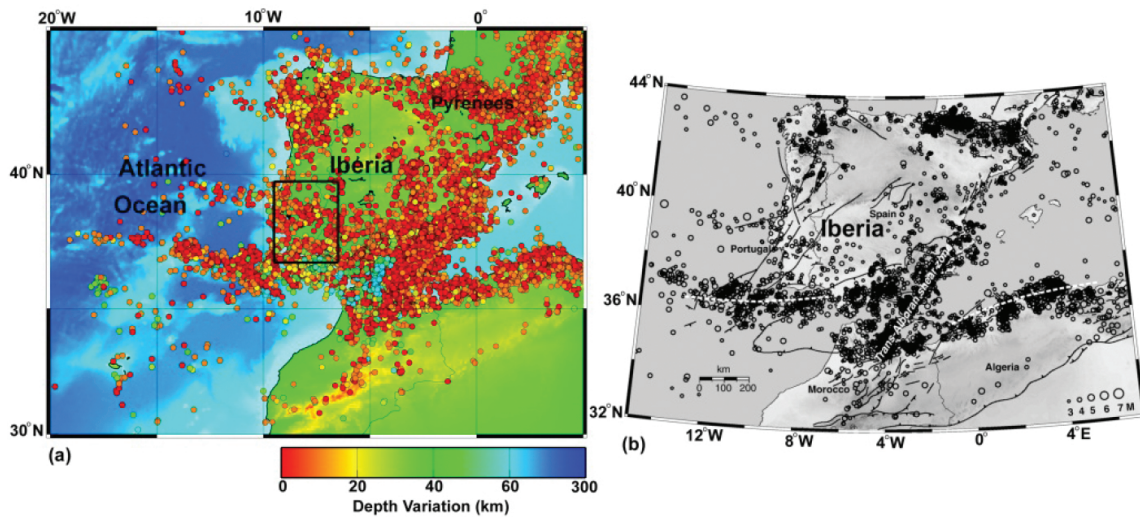 20°W
10°W
0°
Pyrenees
40°N
Iberia
Atlantic
Ocean
30°N
(a)
0
20
40
60
300
Depth Variation (km)
44°N
40°N
36°N
32°N
Spain
Iberia
Portugal
km
0 100 200
Morocco
Algeria
3 4 5 6 7 M
12°W
8°W
4°W
0°
4°E
(b)